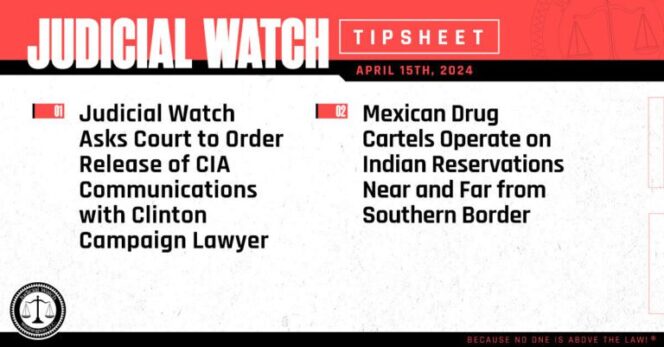 JUDICIAL WATCH
TIPSHEET
APRIL 15TH, 2024
01
Judicial Watch
Asks Court to Order
Release of CIA
Communications
with Clinton
Campaign Lawyer
02
Mexican Drug
Cartels Operate on
Indian Reservations
Near and Far from
Southern Border
BECAUSE NO ONE IS ABOVE THE LAW!®